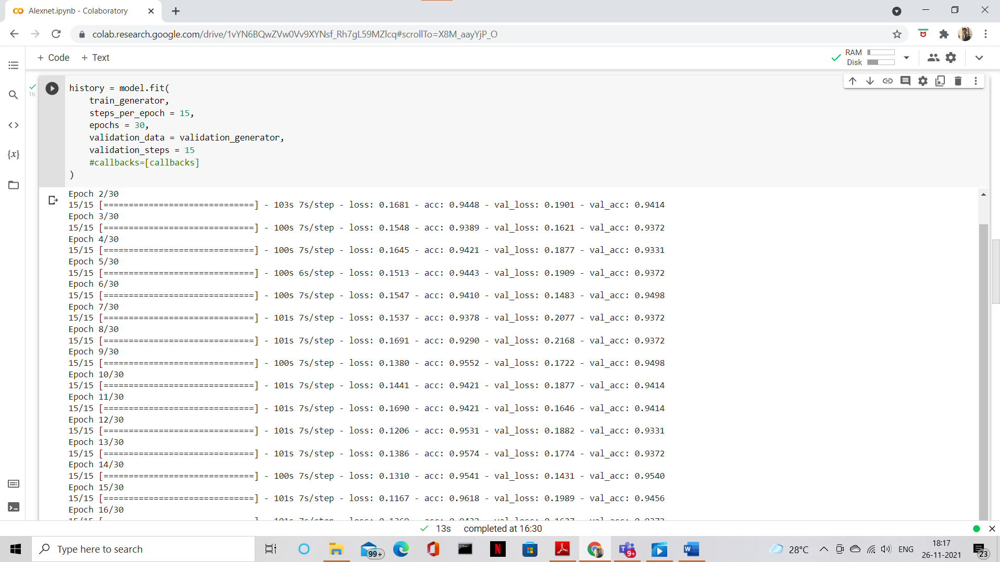 Alexnet.ipynb - Colaboratory
colab.research.google.com/drive/1vYN6BQwZVw0Vv9XYNsf_Rh7gL59MZlcq#scrollTo=X8M_aayYjP_O
+ Code + Text
RAM
Disk
1h
history = model.fit(
    train_generator,
    steps_per_epoch = 15,
    epochs = 30,
    validation_data = validation_generator,
    validation_steps = 15
    #callbacks=[callbacks]
)
Epoch 2/30
15/15 [==============================] - 103s 7s/step - loss: 0.1681 - acc: 0.9448 - val_loss: 0.1901 - val_acc: 0.9414
Epoch 3/30
15/15 [==============================] - 100s 7s/step - loss: 0.1548 - acc: 0.9389 - val_loss: 0.1621 - val_acc: 0.9372
Epoch 4/30
15/15 [==============================] - 100s 7s/step - loss: 0.1645 - acc: 0.9421 - val_loss: 0.1877 - val_acc: 0.9331
Epoch 5/30
15/15 [==============================] - 100s 6s/step - loss: 0.1513 - acc: 0.9443 - val_loss: 0.1909 - val_acc: 0.9372
Epoch 6/30
15/15 [==============================] - 100s 7s/step - loss: 0.1547 - acc: 0.9410 - val_loss: 0.1483 - val_acc: 0.9498
Epoch 7/30
15/15 [==============================] - 101s 7s/step - loss: 0.1537 - acc: 0.9378 - val_loss: 0.2077 - val_acc: 0.9372
Epoch 8/30
15/15 [==============================] - 101s 7s/step - loss: 0.1691 - acc: 0.9290 - val_loss: 0.2168 - val_acc: 0.9372
Epoch 9/30
15/15 [==============================] - 100s 7s/step - loss: 0.1380 - acc: 0.9552 - val_loss: 0.1722 - val_acc: 0.9498
Epoch 10/30
15/15 [==============================] - 101s 7s/step - loss: 0.1441 - acc: 0.9421 - val_loss: 0.1877 - val_acc: 0.9414
Epoch 11/30
15/15 [==============================] - 101s 7s/step - loss: 0.1690 - acc: 0.9421 - val_loss: 0.1646 - val_acc: 0.9414
Epoch 12/30
15/15 [==============================] - 101s 7s/step - loss: 0.1206 - acc: 0.9531 - val_loss: 0.1882 - val_acc: 0.9331
Epoch 13/30
15/15 [==============================] - 101s 7s/step - loss: 0.1386 - acc: 0.9574 - val_loss: 0.1774 - val_acc: 0.9372
Epoch 14/30
15/15 [==============================] - 100s 7s/step - loss: 0.1310 - acc: 0.9541 - val_loss: 0.1431 - val_acc: 0.9540
Epoch 15/30
15/15 [==============================] - 101s 7s/step - loss: 0.1167 - acc: 0.9618 - val_loss: 0.1989 - val_acc: 0.9456
Epoch 16/30
13s completed at 16:30
Type here to search
99+
9+
28°C
ENG
18:17
26-11-2021
23